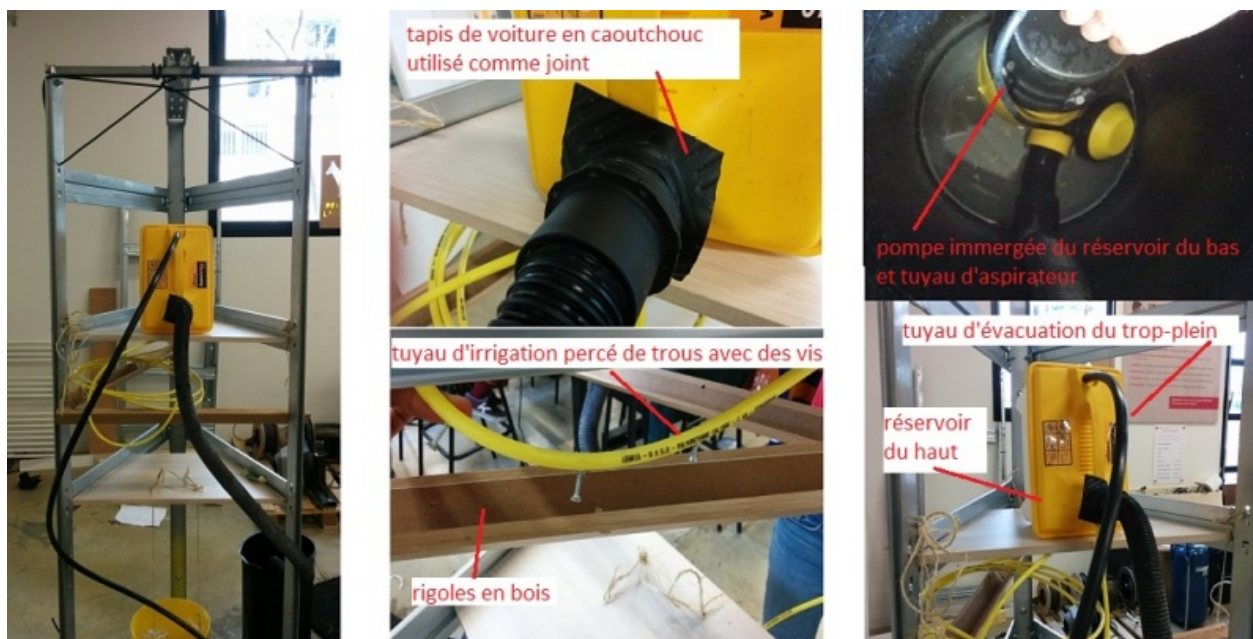 tapis de voiture en caoutchouc
utilisé comme joint
tuyau d'irrigation percé de trous avec des vis
rigoles en bois
pompe immergée du réservoir du bas
et tuyau d'aspirateur
tuyau d'évacuation du trop-plein
réservoir
du haut